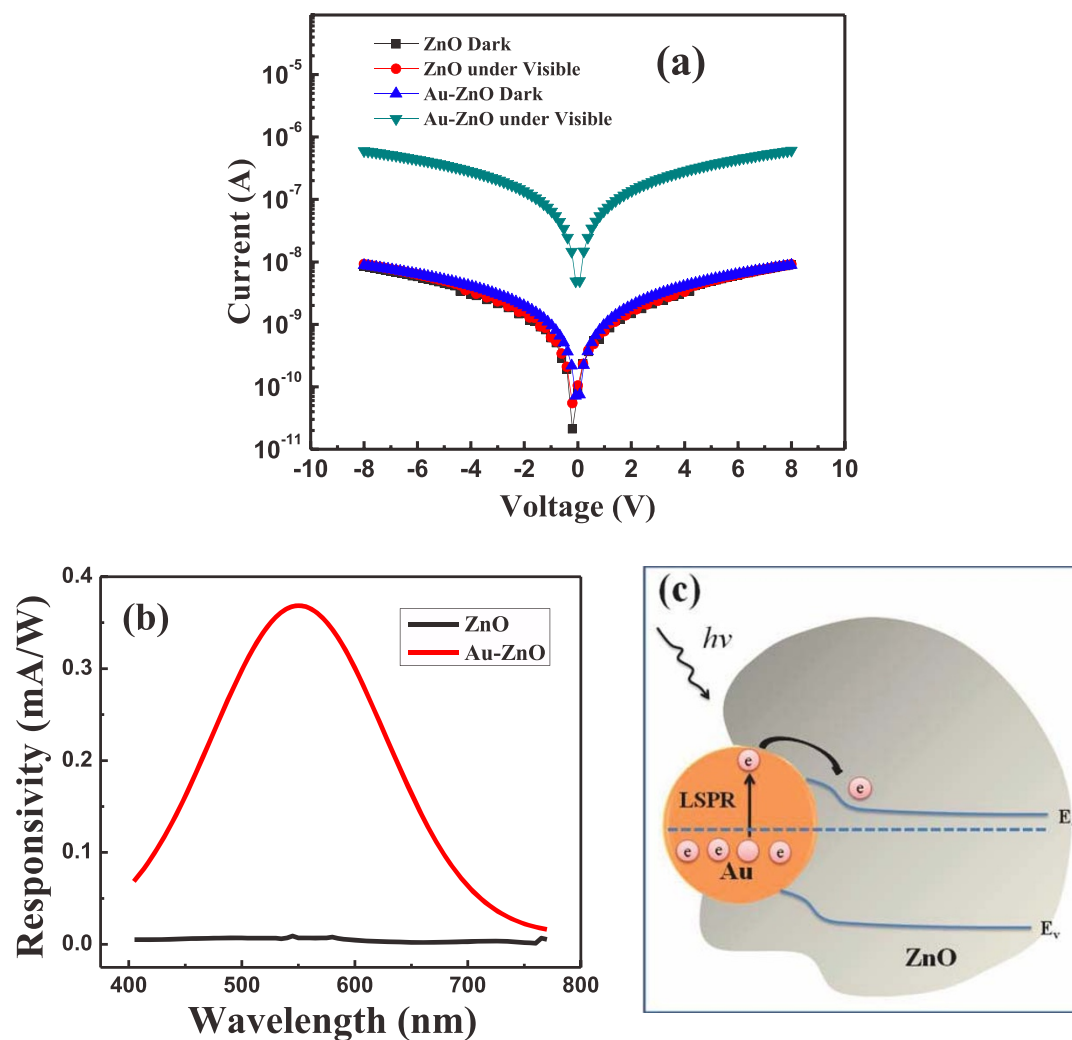 ZnO Dark
ZnO under Visible
Au-ZnO Dark
Au-ZnO under Visible
(a)
10⁻⁵
10⁻⁶
10⁻⁷
10⁻⁸
10⁻⁹
10⁻¹⁰
10⁻¹¹
Current (A)
-10 -8 -6 -4 -2 0 2 4 6 8 10
Voltage (V)
(b)
ZnO
Au-ZnO
0.4
0.3
0.2
0.1
0.0
Responsivity (mA/W)
400 500 600 700 800
Wavelength (nm)
(c)
hν
e
e
LSPR
E
e e e
Au
Eᵥ
ZnO